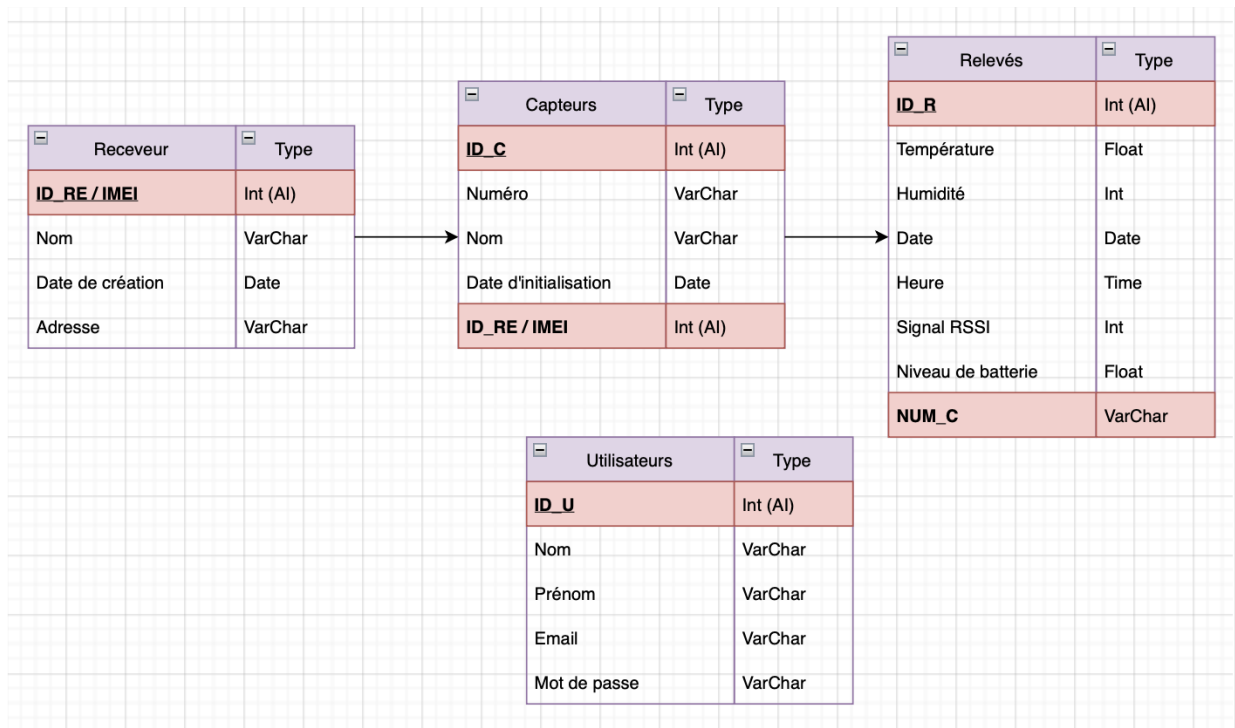 Receveur Type
ID_RE / IMEI Int (AI)
Nom VarChar
Date de création Date
Adresse VarChar
Capteurs Type
ID_C Int (AI)
Numéro VarChar
Nom VarChar
Date d'initialisation Date
ID_RE / IMEI Int (AI)
Relevés Type
ID_R Int (AI)
Température Float
Humidité Int
Date Date
Heure Time
Signal RSSI Int
Niveau de batterie Float
NUM_C VarChar
Utilisateurs Type
ID_U Int (AI)
Nom VarChar
Prénom VarChar
Email VarChar
Mot de passe VarChar